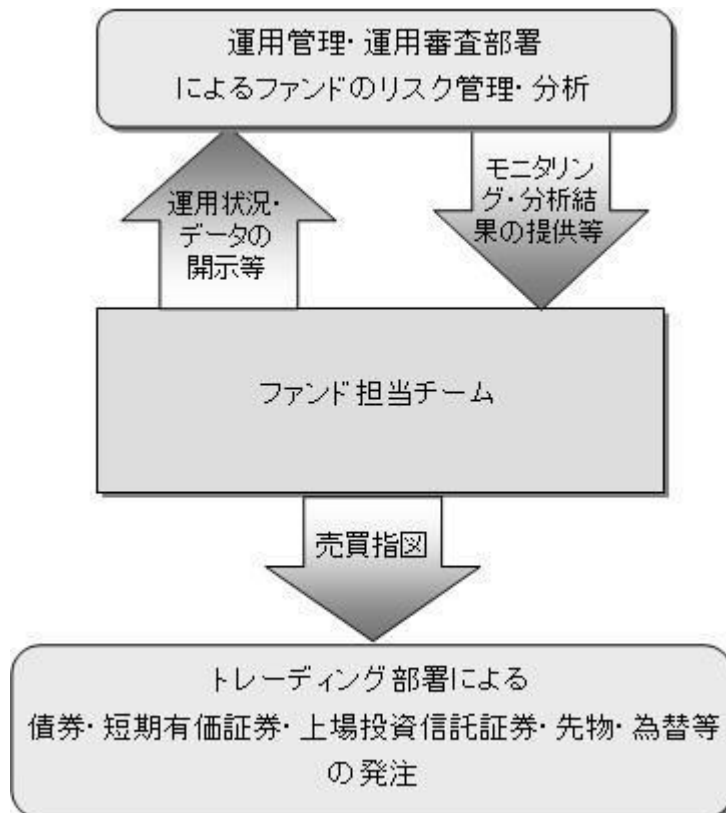 運用管理・運用審査部署
によるファンドのリスク管理・分析
運用状況・
データの
開示等
モニタリン
グ・分析結
果の提供等
ファンド担当チーム
売買指図
トレーディング部署による
債券・短期有価証券・上場投資信託証券・先物・為替等
の発注